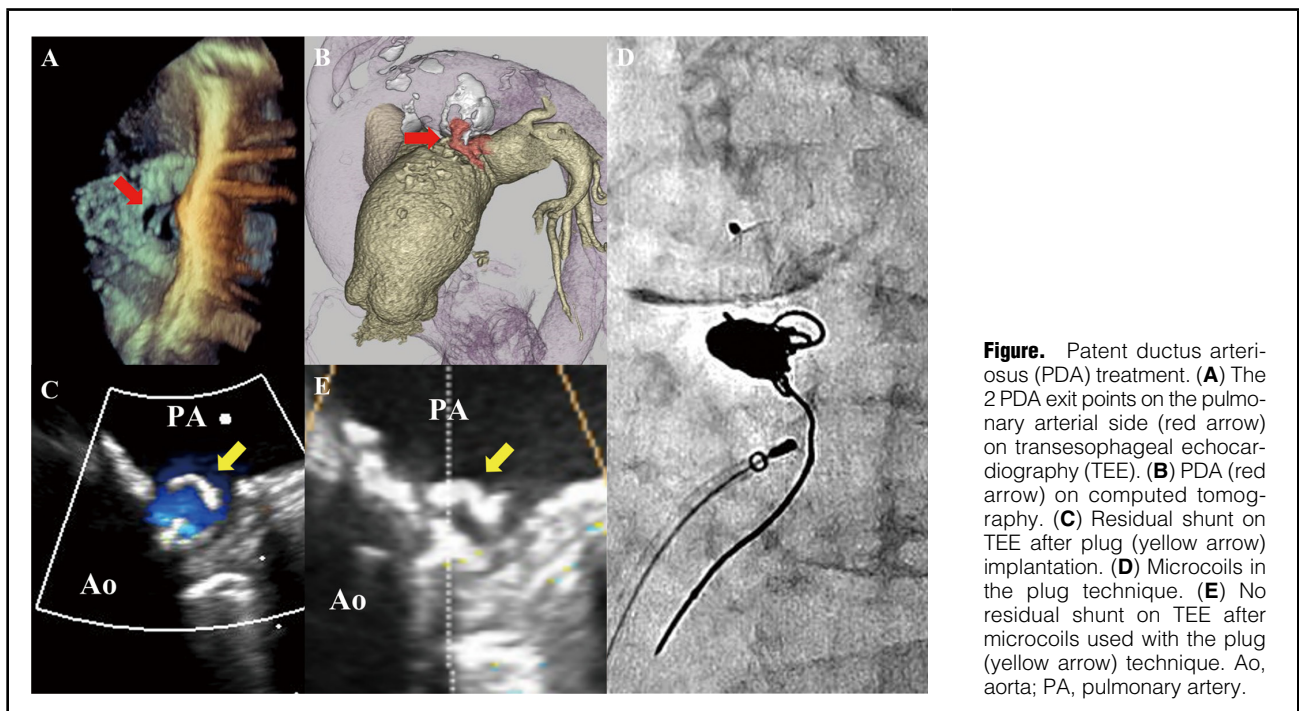 A
B
D
C
PA
Ao
E
PA
Ao
Figure. Patent ductus arteri-
osus (PDA) treatment. (A) The
2 PDA exit points on the pulmo-
nary arterial side (red arrow)
on transesophageal echocar-
diography (TEE). (B) PDA (red
arrow) on computed tomog-
raphy. (C) Residual shunt on
TEE after plug (yellow arrow)
implantation. (D) Microcoils in
the plug technique. (E) No
residual shunt on TEE after
microcoils used with the plug
(yellow arrow) technique. Ao,
aorta; PA, pulmonary artery.